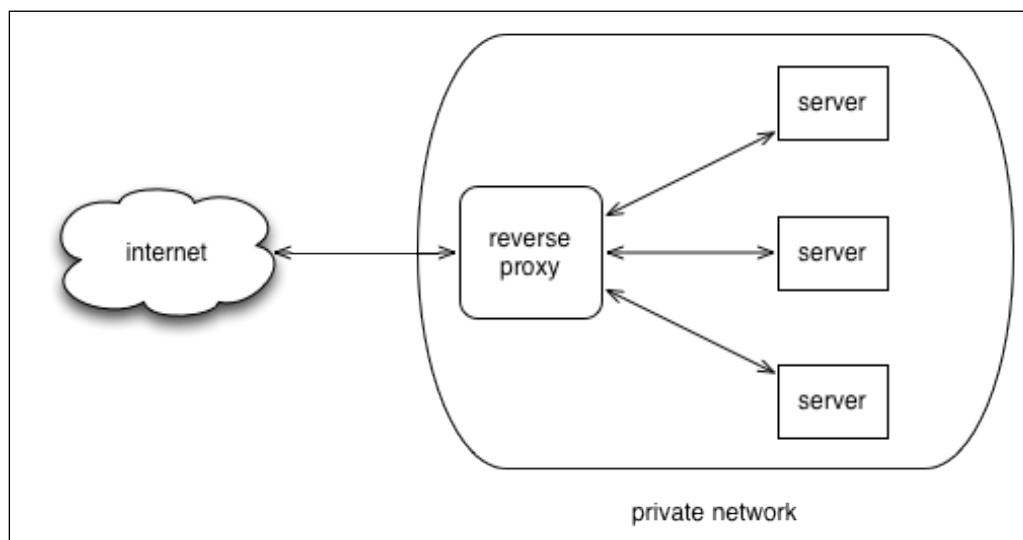 server
internet
reverse
proxy
server
server
private network